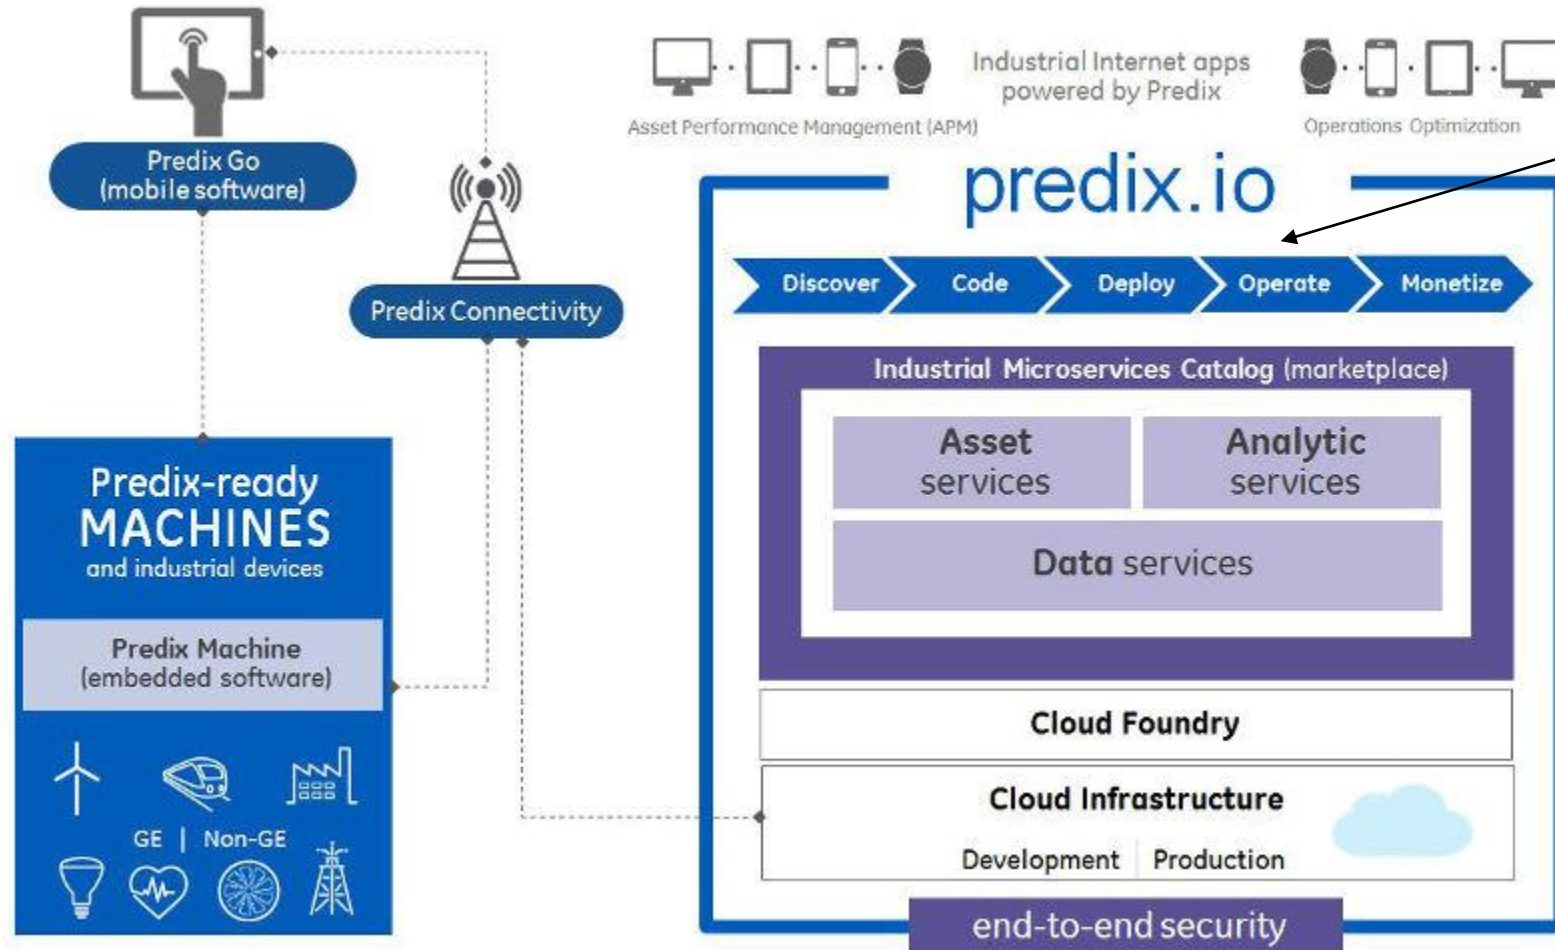 Predix Go
(mobile software)
Predix Connectivity
Predix-ready
MACHINES
and industrial devices
Predix Machine
(embedded software)
GE | Non-GE
Industrial Internet apps
powered by Predix
Asset Performance Management (APM)
Operations Optimization
predix.io
Discover
Code
Deploy
Operate
Monetize
Industrial Microservices Catalog (marketplace)
Asset
services
Analytic
services
Data services
Cloud Foundry
Cloud Infrastructure
Development | Production
end-to-end security